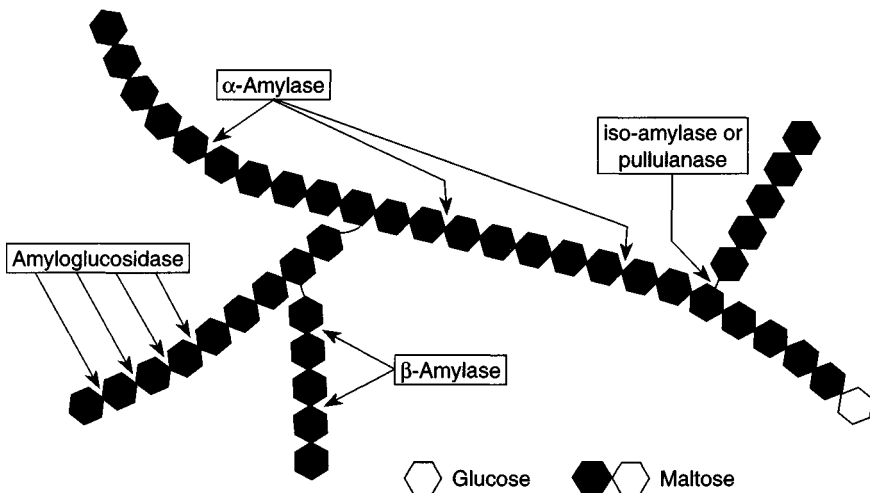 α-Amylase
iso-amylase or
pullulanase
Amyloglucosidase
β-Amylase
Glucose
Maltose